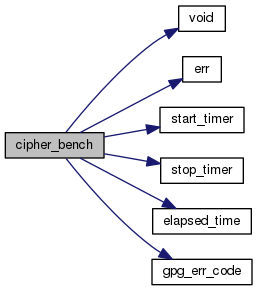 void
err
start_timer
cipher_bench
stop_timer
elapsed_time
gpg_err_code